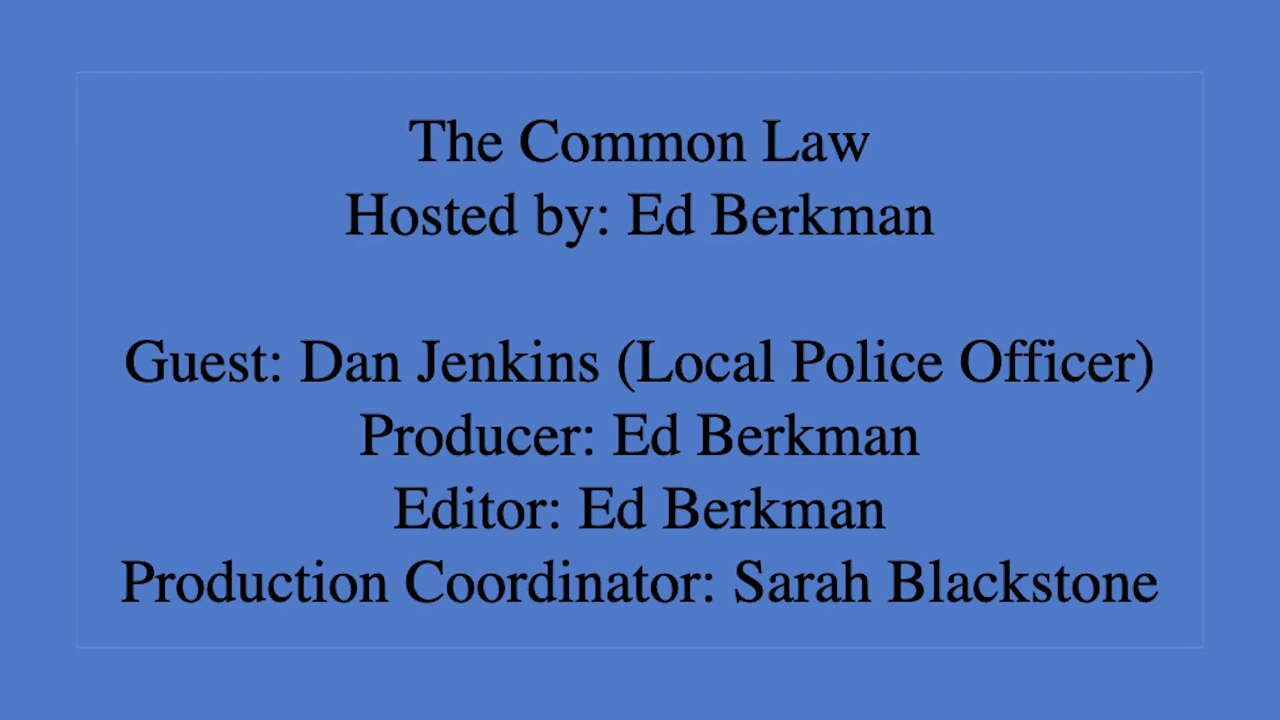 The Common Law
Hosted by: Ed Berkman
Guest: Dan Jenkins (Local Police Officer)
Producer: Ed Berkman
Editor: Ed Berkman
Production Coordinator: Sarah Blackstone